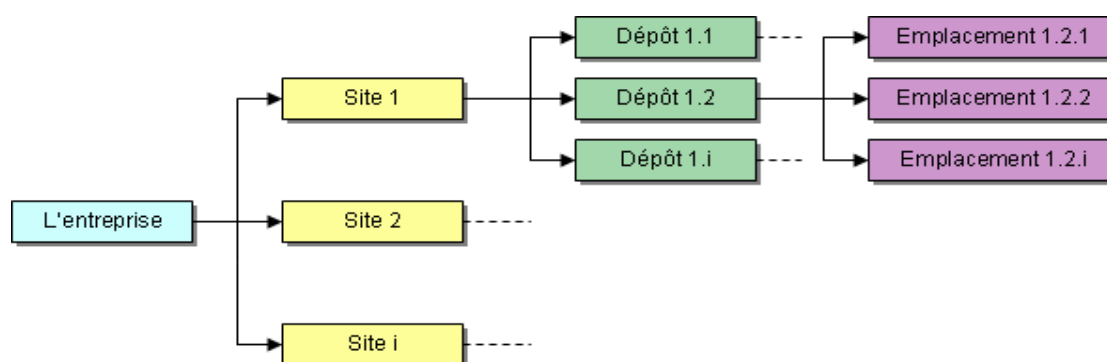 Dépôt 1.1
Emplacement 1.2.1
Site 1
Dépôt 1.2
Emplacement 1.2.2
Dépôt 1.i
Emplacement 1.2.i
L'entreprise
Site 2
Site i